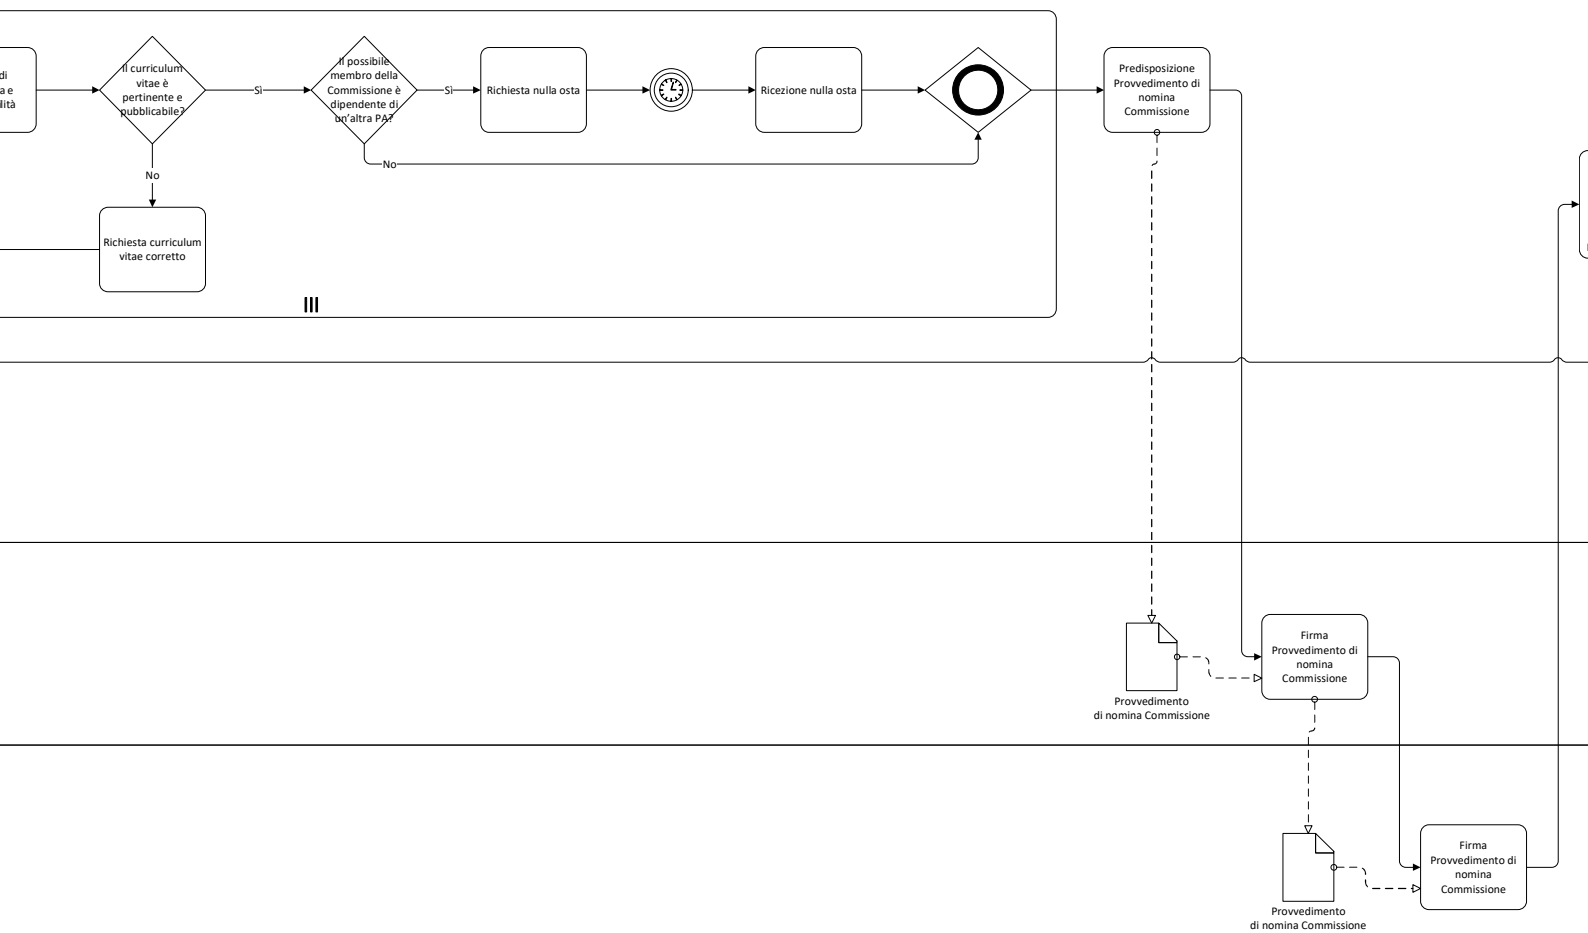 di
a e
ilità
Il curriculum
vitae è
pertinente e
pubblicabile?
Sì
Il possibile
membro della
Commissione è
dipendente di
un'altra PA?
Sì
Richiesta nulla osta
Ricezione nulla osta
Predisposizione
Provvedimento di
nomina
Commissione
No
No
Richiesta curriculum
vitae corretto
Firma
Provvedimento di
nomina
Commissione
Provvedimento
di nomina Commissione
Firma
Provvedimento di
nomina
Commissione
Provvedimento
di nomina Commissione